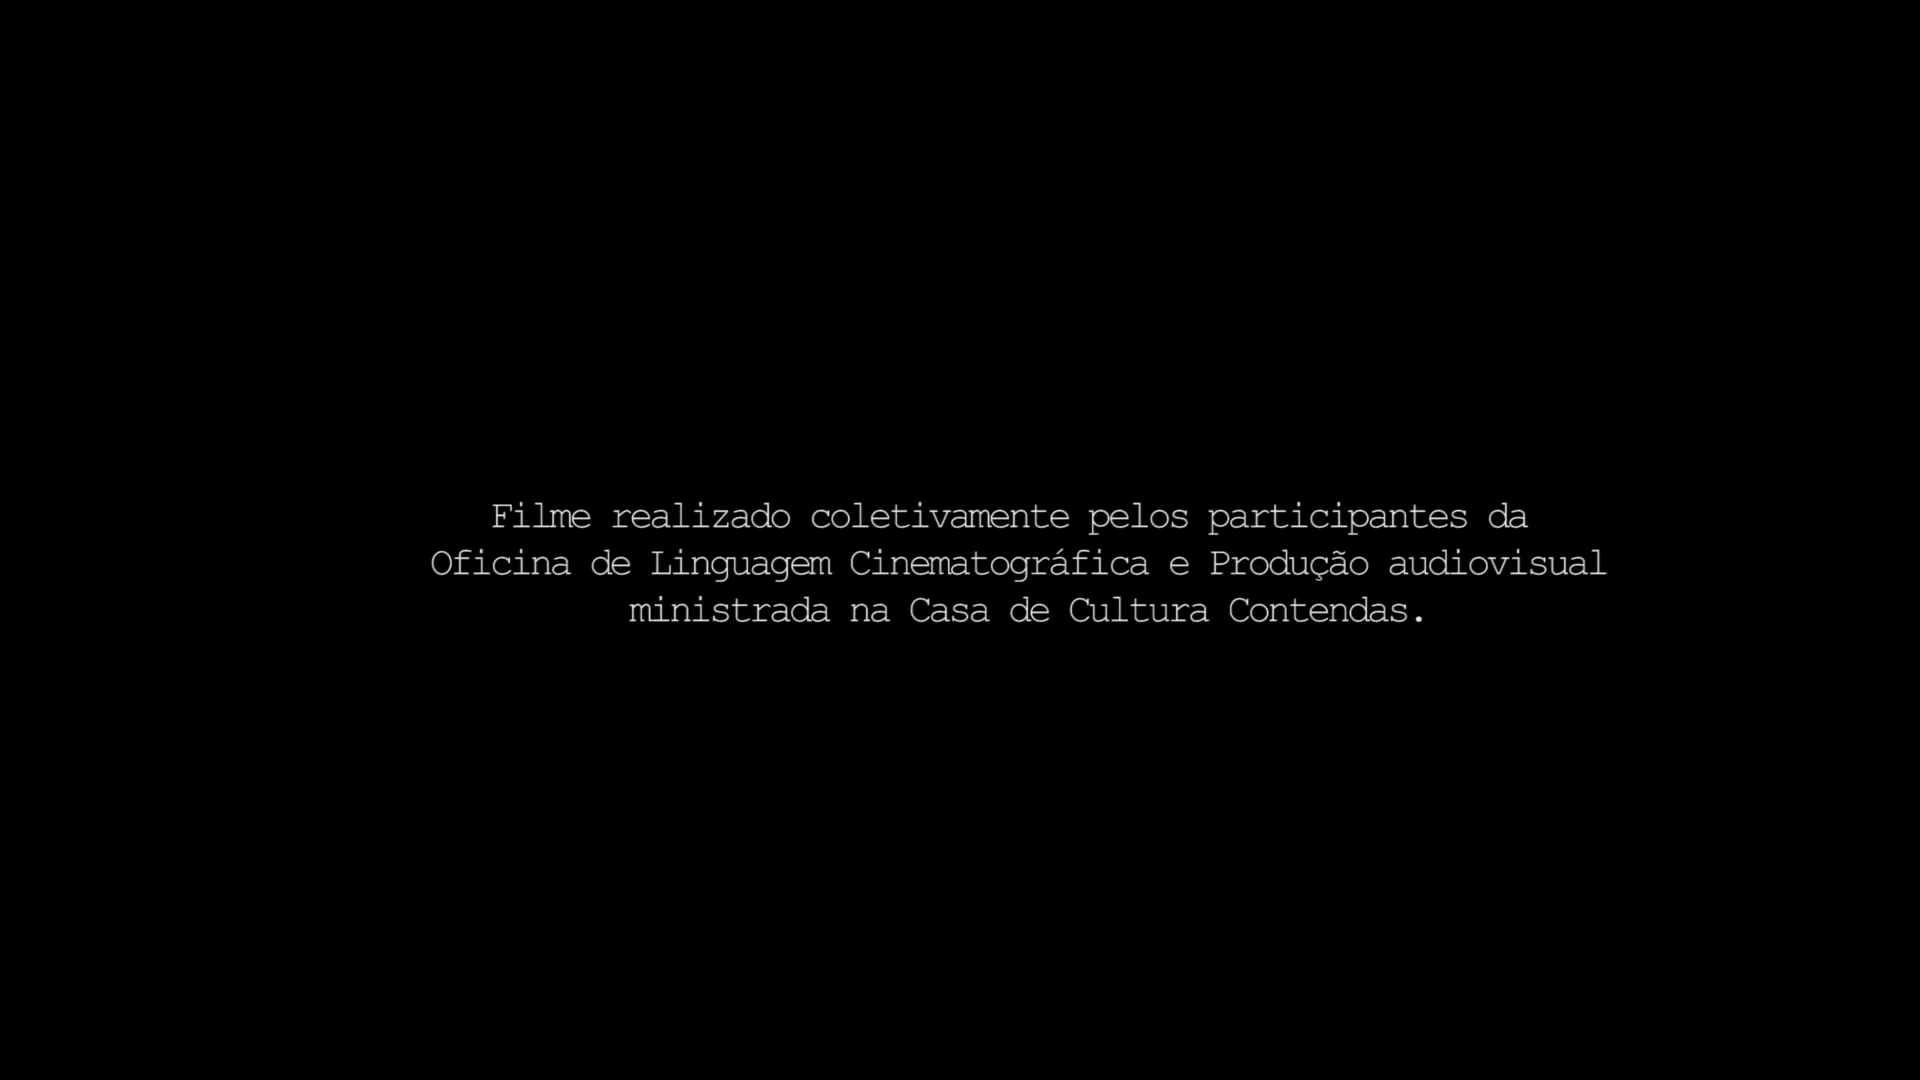 Filme realizado coletivamente pelos participantes da
Oficina de Linguagem Cinematográfica e Produção audiovisual
ministrada na Casa de Cultura Contendas.